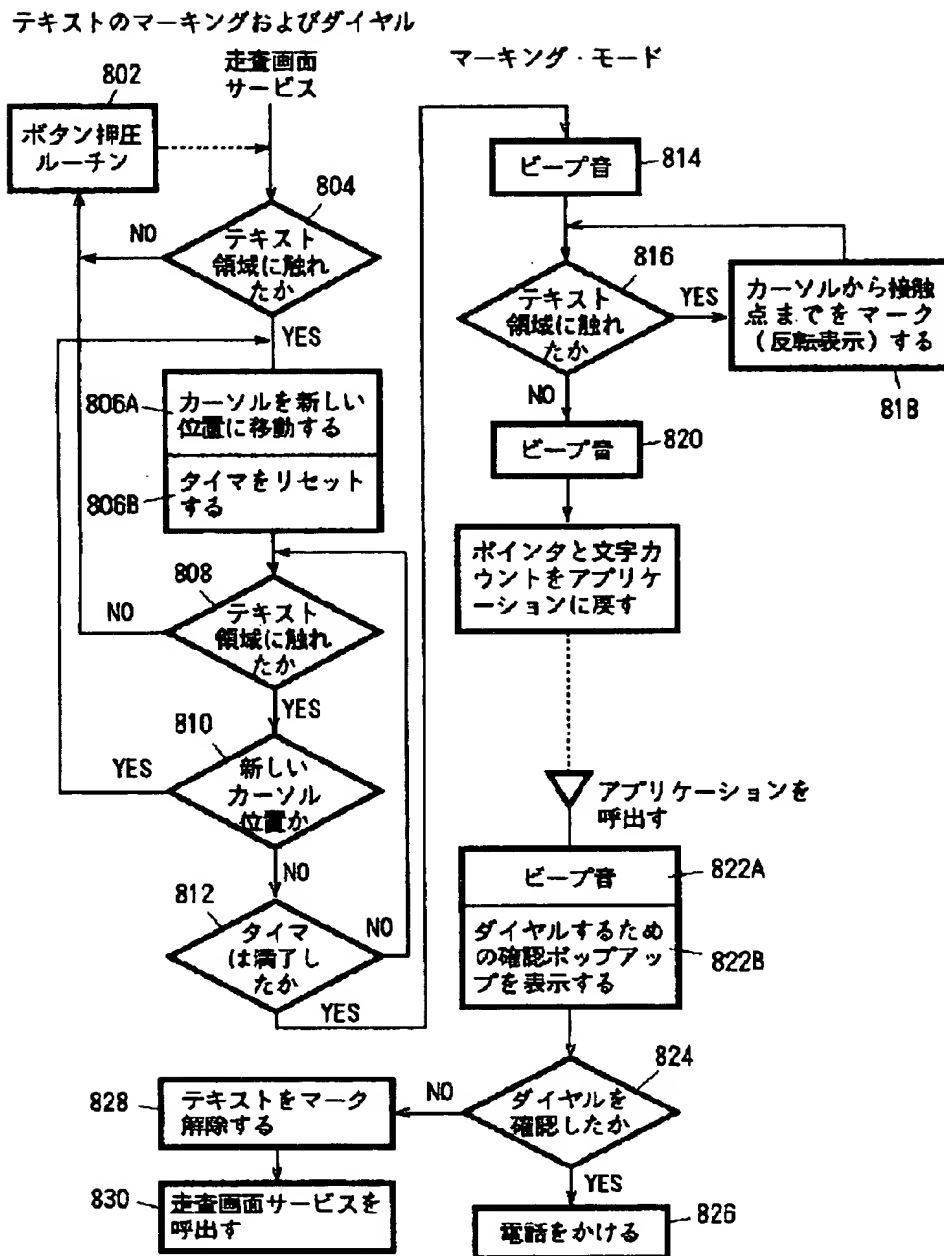 テキストのマーキングおよびダイヤル
走査画面
サービス
802
ボタン押圧
ルーチン
804
NO
テキスト
領域に触れ
たか
YES
806A
カーソルを新しい
位置に移動する
806B
タイマをリセット
する
808
NO
テキスト
領域に触れ
たか
YES
810
YES
新しい
カーソル
位置か
NO
812
NO
タイマ
は満了し
たか
YES
マーキング・モード
ビープ音
814
816
テキスト
領域に触れ
たか
YES
カーソルから接触
点までをマーク
(反転表示)する
818
NO
820
ビープ音
ポインタと文字カ
ウントをアプリケ
ーションに戻す
アプリケーションを
呼出す
ビープ音
822A
ダイヤルするため
の確認ポップアッ
プを表示する
822B
824
ダイヤルを
確認したか
NO
828
テキストをマーク
解除する
830
走査画面サービスを
呼出す
YES
826
電話をかける